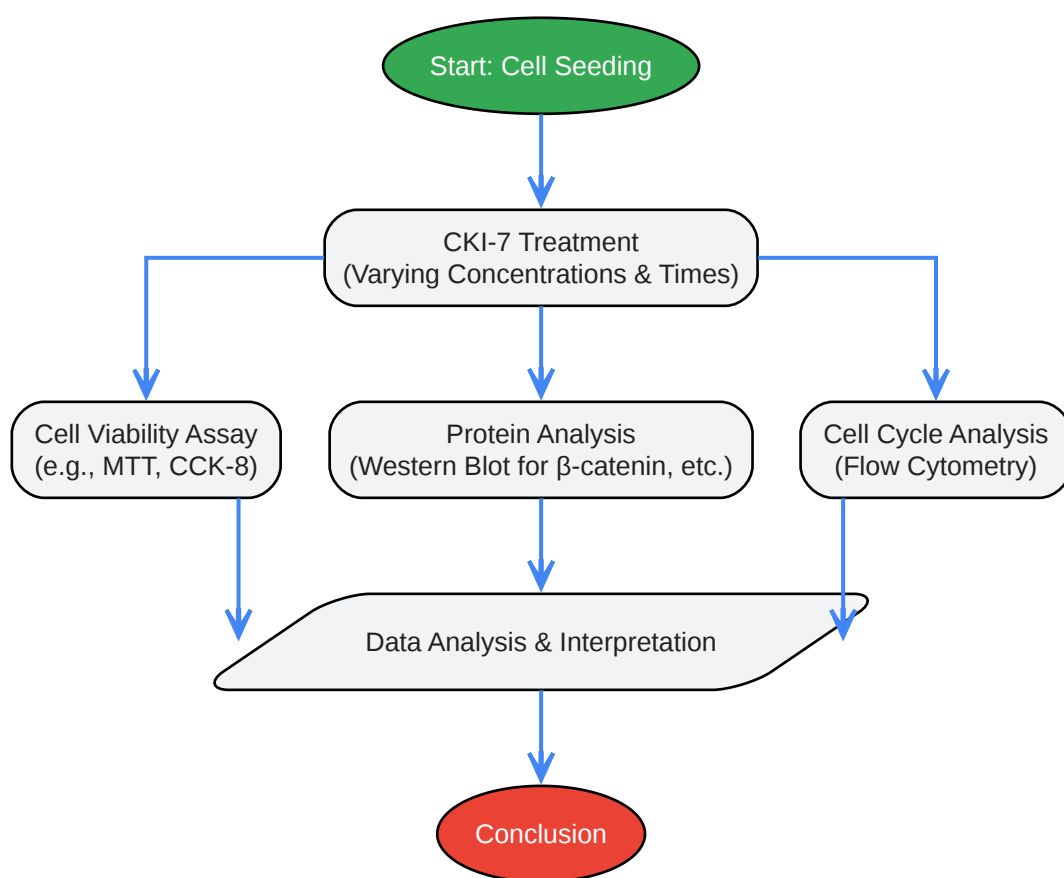 Start: Cell Seeding
CKI-7 Treatment
(Varying Concentrations & Times)
Cell Viability Assay
(e.g., MTT, CCK-8)
Protein Analysis
(Western Blot for β-catenin, etc.)
Cell Cycle Analysis
(Flow Cytometry)
Data Analysis & Interpretation
Conclusion